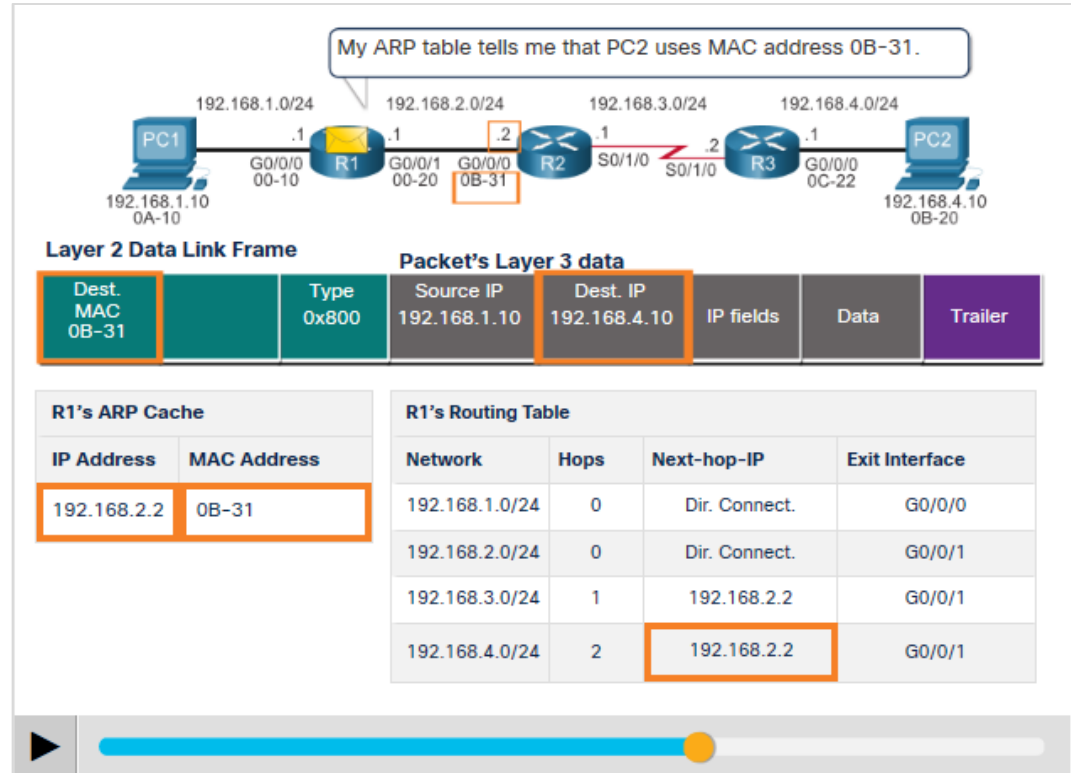 My ARP table tells me that PC2 uses MAC address 0B-31.
192.168.1.0/24 192.168.2.0/24 192.168.3.0/24 192.168.4.0/24
PC1 .1 R1 .1 .2 R2 .1 .2 R3 .1 PC2
G0/0/0 G0/0/1 G0/0/0 S0/1/0 S0/1/0 G0/0/0
00-10 00-20 0B-31 0C-22
192.168.1.10 192.168.4.10
0A-10 0B-20
Layer 2 Data Link Frame Packet's Layer 3 data
Dest. Type Source IP Dest. IP
MAC 0x800 192.168.1.10 192.168.4.10 IP fields Data Trailer
0B-31
R1's ARP Cache
IP Address MAC Address
192.168.2.2 0B-31
R1's Routing Table
Network Hops Next-hop-IP Exit Interface
192.168.1.0/24 0 Dir. Connect. G0/0/0
192.168.2.0/24 0 Dir. Connect. G0/0/1
192.168.3.0/24 1 192.168.2.2 G0/0/1
192.168.4.0/24 2 192.168.2.2 G0/0/1